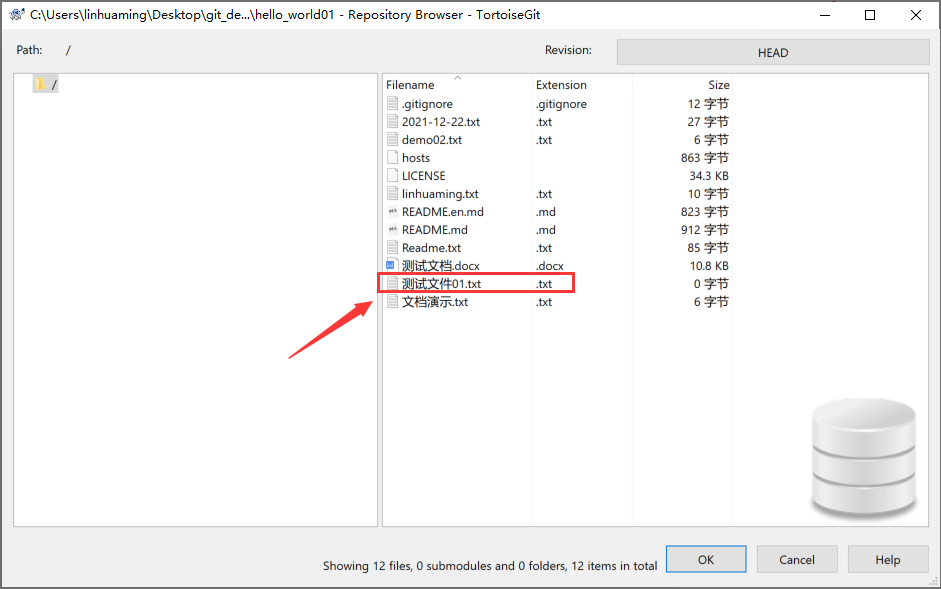 C:\Users\linhuaming\Desktop\git_de...\hello_world01 - Repository Browser - TortoiseGit
Path: / Revision: HEAD
/
Filename Extension Size
.gitignore .gitignore 12 字节
2021-12-22.txt .txt 27 字节
demo02.txt .txt 6 字节
hosts 863 字节
LICENSE 34.3 KB
linhuaming.txt .txt 10 字节
README.en.md .md 823 字节
README.md .md 912 字节
Readme.txt .txt 85 字节
测试文档.docx .docx 10.8 KB
测试文件01.txt .txt 0 字节
文档演示.txt .txt 6 字节
Showing 12 files, 0 submodules and 0 folders, 12 items in total OK Cancel Help